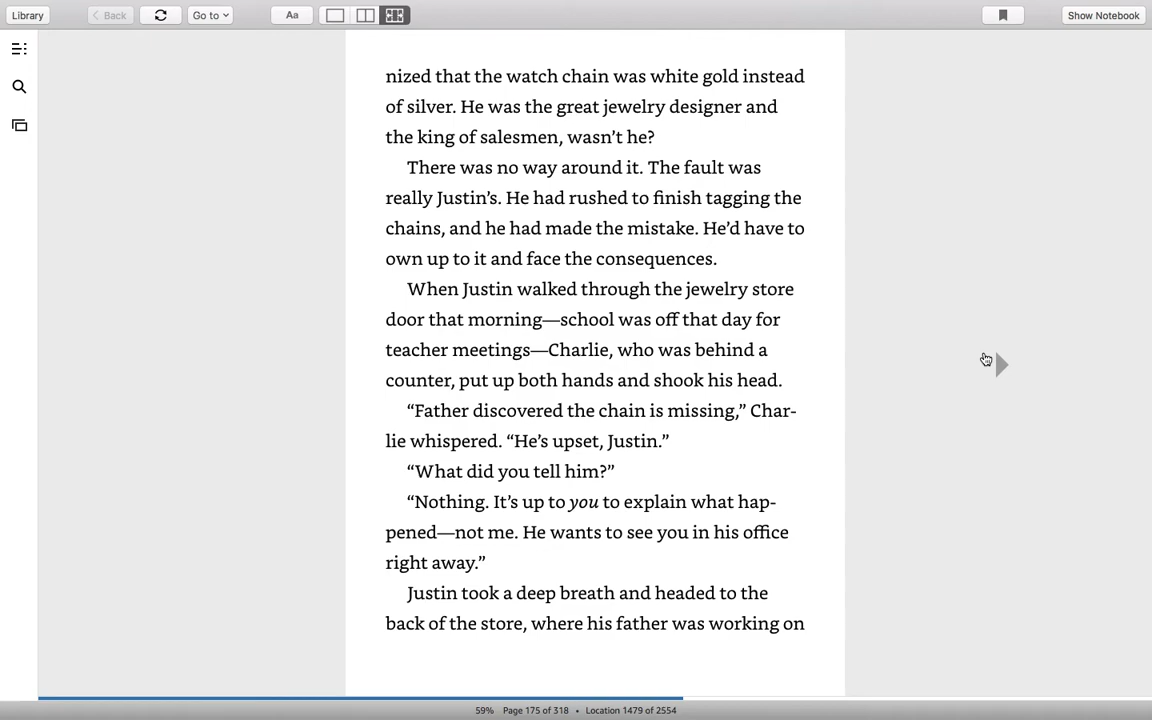 Library
Back
Go to
Aa
Show Notebook
nized that the watch chain was white gold instead
of silver. He was the great jewelry designer and
the king of salesmen, wasn’t he?
There was no way around it. The fault was
really Justin’s. He had rushed to finish tagging the
chains, and he had made the mistake. He’d have to
own up to it and face the consequences.
When Justin walked through the jewelry store
door that morning—school was off that day for
teacher meetings—Charlie, who was behind a
counter, put up both hands and shook his head.
“Father discovered the chain is missing,” Char-
lie whispered. “He’s upset, Justin.”
“What did you tell him?”
“Nothing. It’s up to you to explain what hap-
pened—not me. He wants to see you in his office
right away.”
Justin took a deep breath and headed to the
back of the store, where his father was working on
59% Page 175 of 318 • Location 1479 of 2554